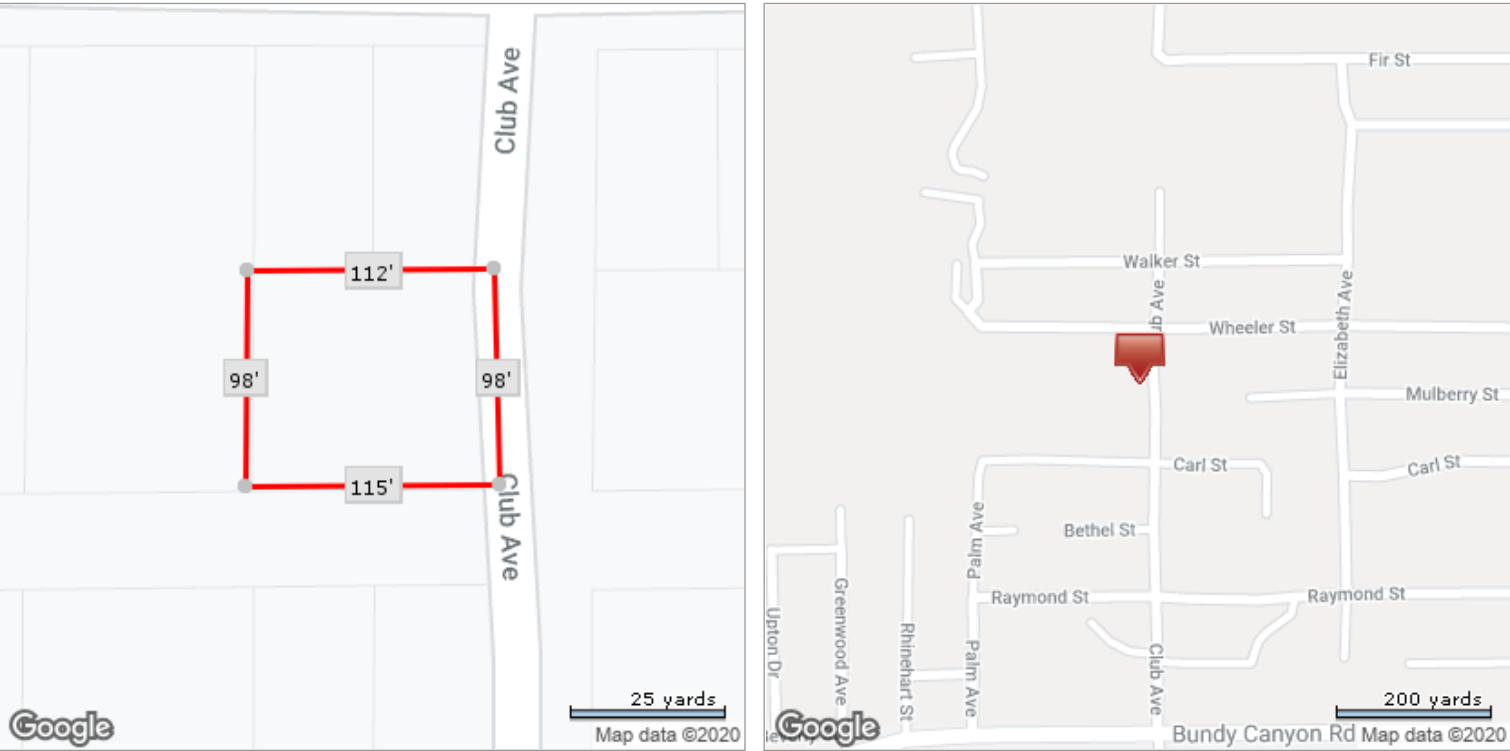 Club Ave
112'
98'
98'
115'
Club Ave
25 yards
Google
Map data ©2020
Fir St
Walker St
ub Ave
Wheeler St
Elizabeth Ave
Mulberry St
Carl St
Carl St
Palm Ave
Bethel St
Greenwood Ave
Raymond St
Raymond St
Upton Dr
Rhinehart St
Palm Ave
Club Ave
200 yards
Google
Bundy Canyon Rd
Map data ©2020